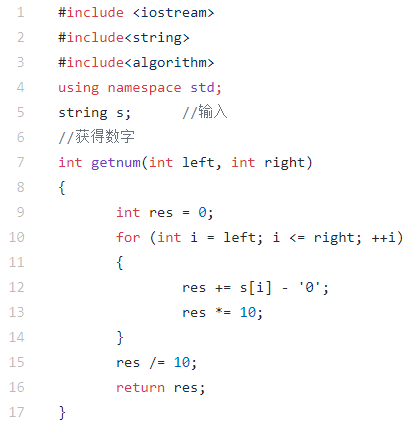 1 #include <iostream>
2 #include<string>
3 #include<algorithm>
4 using namespace std;
5 string s;      //输入
6 //获得数字
7 int getnum(int left, int right)
8 {
9        int res = 0;
10        for (int i = left; i <= right; ++i)
11        {
12                res += s[i] - '0';
13                res *= 10;
14        }
15        res /= 10;
16        return res;
17 }